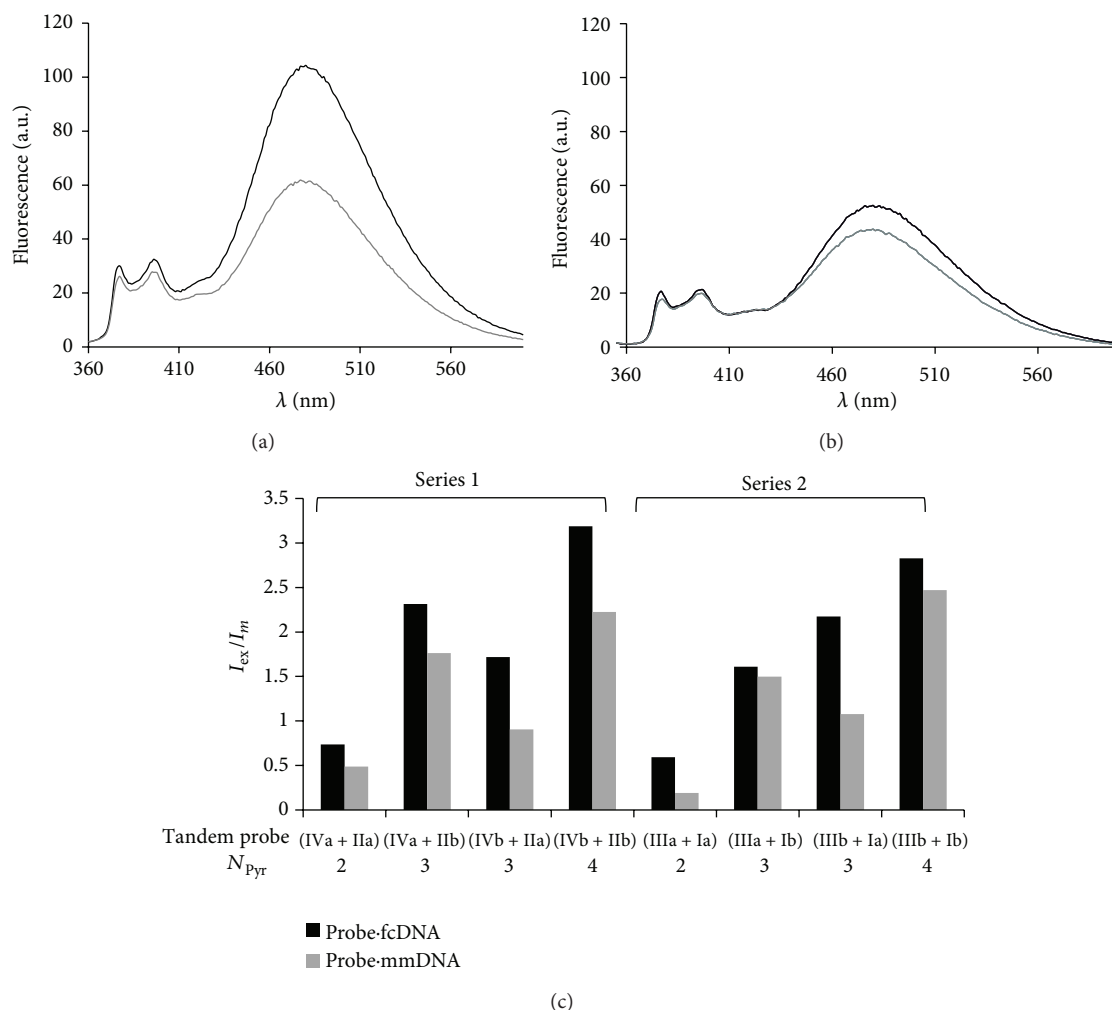 120
100
80
60
40
20
0
Fluorescence (a.u.)
360 410 460 510 560
λ (nm)
(a)
120
100
80
60
40
20
0
Fluorescence (a.u.)
360 410 460 510 560
λ (nm)
(b)
Series 1 Series 2
3.5
3
2.5
2
1.5
1
0.5
0
I_ex/I_m
Tandem probe (IVa + IIa) (IVa + IIb) (IVb + IIa) (IVb + IIb) (IIIa + Ia) (IIIa + Ib) (IIIb + Ia) (IIIb + Ib)
N_Pyr 2 3 3 4 2 3 3 4
Probe·fcDNA
Probe·mmDNA
(c)